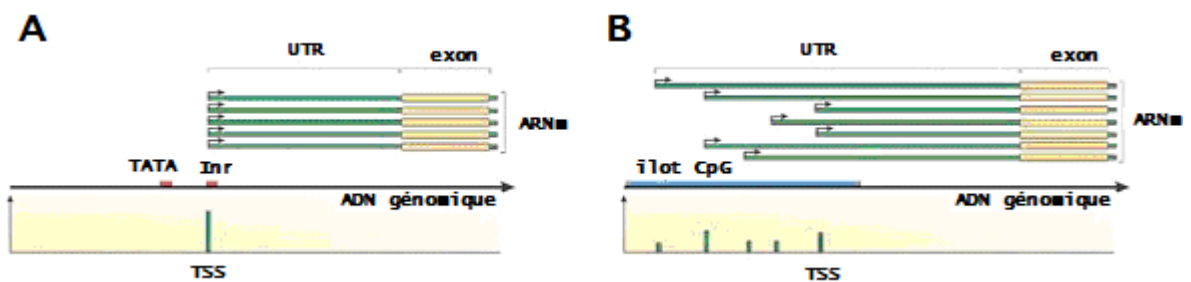 A
UTR
exon
ARNm
TATA
Inr
ADN génomique
TSS
B
UTR
exon
ARNm
ilot CpG
ADN génomique
TSS